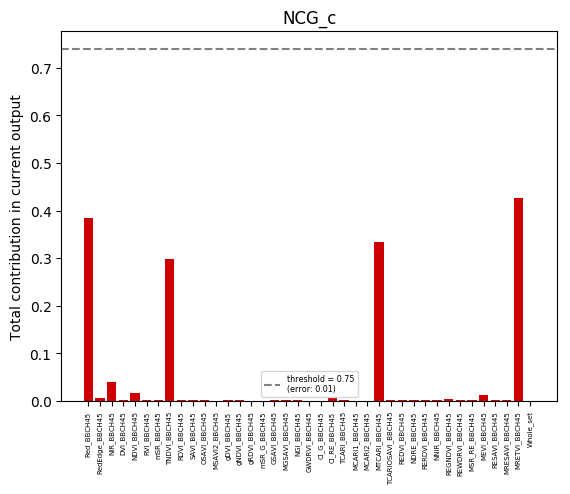 NCG_c
Total contribution in current output
0.7
0.6
0.5
0.4
0.3
0.2
0.1
0.0
threshold = 0.75
(error: 0.01)
Red_BBCH45
RedEdge_BBCH45
NIR_BBCH45
DVI_BBCH45
NDVI_BBCH45
RVI_BBCH45
mSR_BBCH45
TNDVI_BBCH45
RDVI_BBCH45
SAVI_BBCH45
OSAVI_BBCH45
MSAVI2_BBCH45
gDVI_BBCH45
gNDVI_BBCH45
gRDVI_BBCH45
mSR_G_BBCH45
GSAVI_BBCH45
MGSAVI_BBCH45
NGI_BBCH45
GWDRVI_BBCH45
CI_G_BBCH45
CI_RE_BBCH45
TCARI_BBCH45
MCARI1_BBCH45
MCARI2_BBCH45
MTCARI_BBCH45
TCARIOSAVI_BBCH45
REDVI_BBCH45
NDRE_BBCH45
RERDVI_BBCH45
NNIR_BBCH45
REGNDVI_BBCH45
REWDRVI_BBCH45
MSR_RE_BBCH45
MEVI_BBCH45
RESAVI_BBCH45
MRESAVI_BBCH45
MRETVI_BBCH45
Whole_set